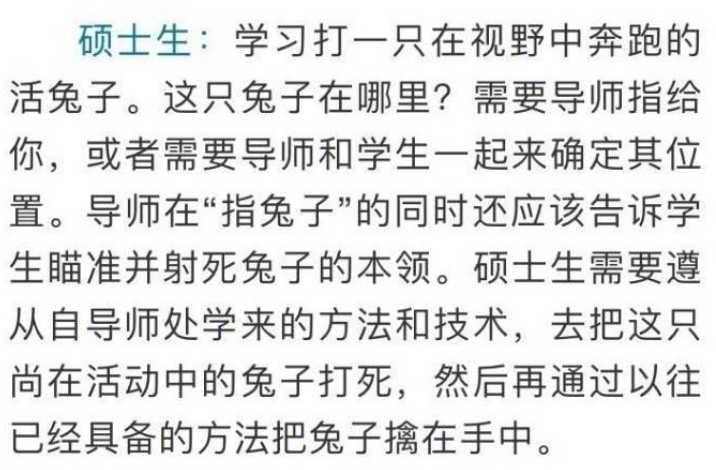 硕士生：学习打一只在视野中奔跑的
活兔子。这只兔子在哪里？需要导师指给
你，或者需要导师和学生一起来确定其位
置。导师在“指兔子”的同时还应该告诉学
生瞄准并射死兔子的本领。硕士生需要遵
从自导师处学来的方法和技术，去把这只
尚在活动中的兔子打死，然后再通过以往
已经具备的方法把兔子擒在手中。